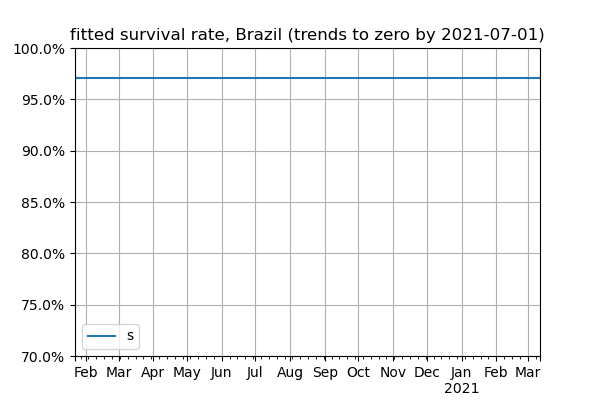 fitted survival rate, Brazil (trends to zero by 2021-07-01)
100.0%
95.0%
90.0%
85.0%
80.0%
75.0%
70.0%
s
Feb Mar Apr May Jun Jul Aug Sep Oct Nov Dec Jan Feb Mar
2021